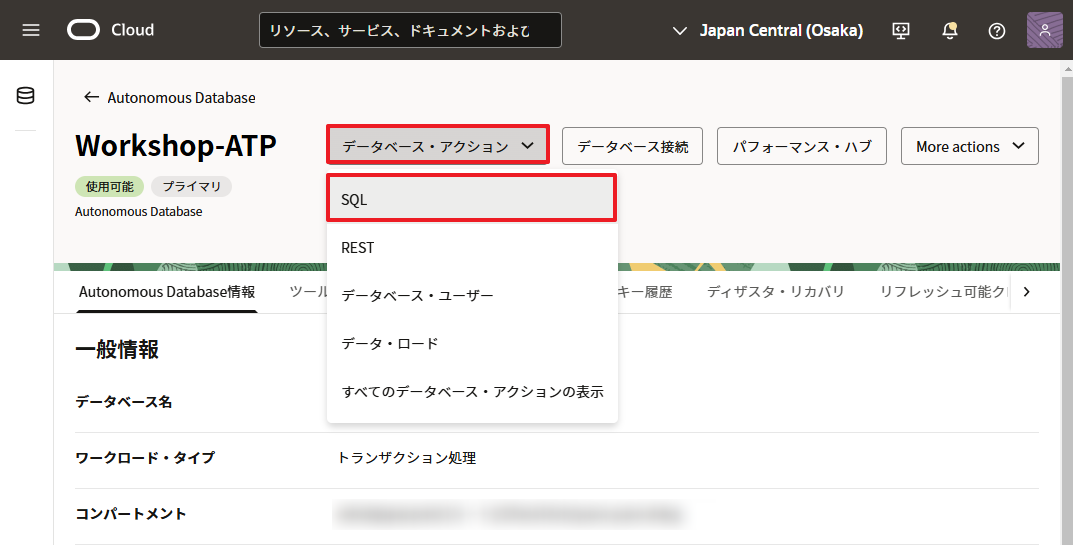 Cloud
リソース、サービス、ドキュメントおよび
Japan Central (Osaka)
Autonomous Database
Workshop-ATP
データベース・アクション
データベース接続
パフォーマンス・ハブ
More actions
使用可能
プライマリ
Autonomous Database
SQL
REST
データベース・ユーザー
データ・ロード
すべてのデータベース・アクションの表示
Autonomous Database情報
ツール
キー履歴
ディザスタ・リカバリ
リフレッシュ可能ク
一般情報
データベース名
ワークロード・タイプ
トランザクション処理
コンパートメント